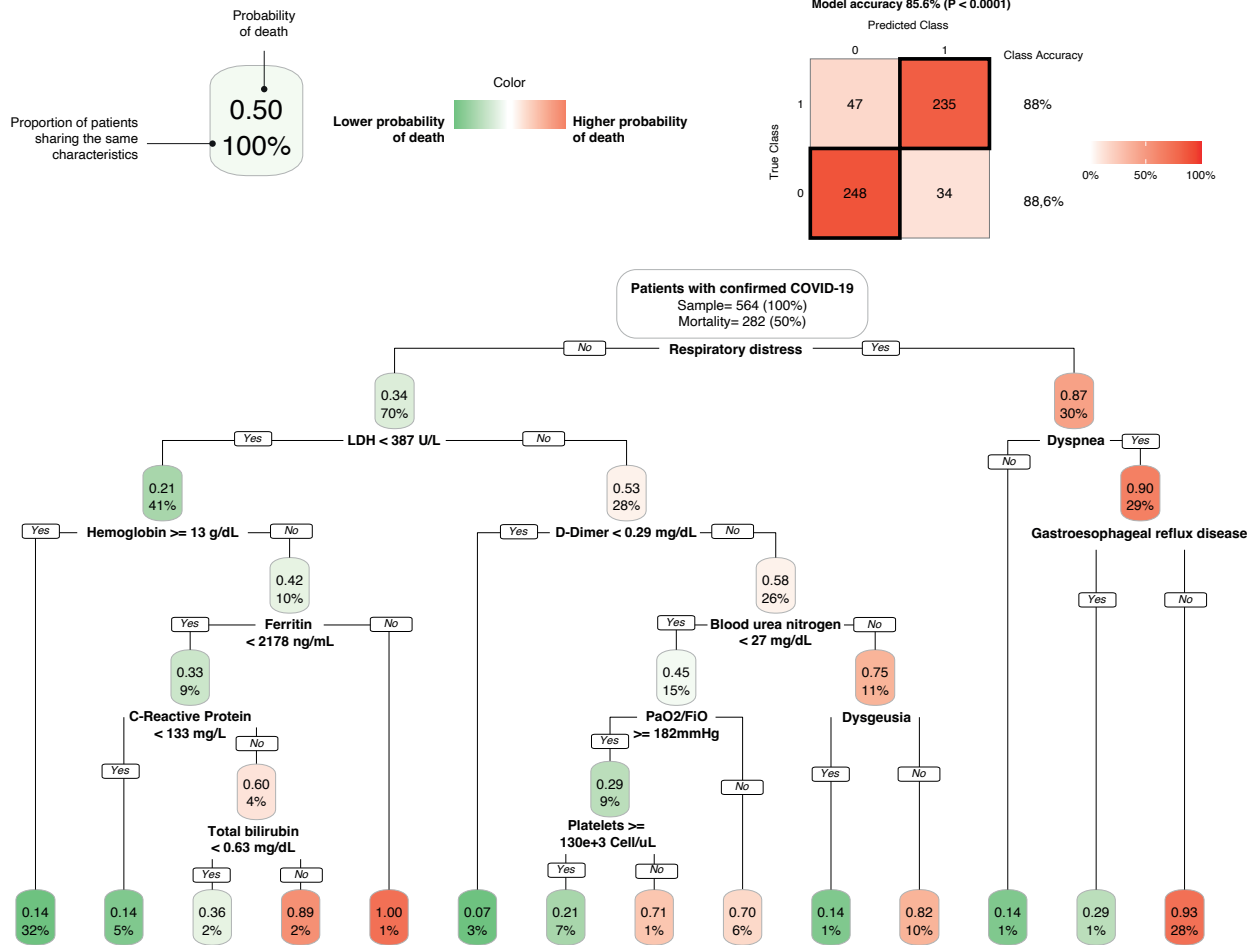 Probability
of death
0.50
100%
Proportion of patients
sharing the same
characteristics
Color
Lower probability
of death
Higher probability
of death
Model accuracy 85.6% (P < 0.0001)
Predicted Class
0
1
Class Accuracy
True Class
1
47
235
88%
0
248
34
88,6%
0%
50%
100%
Patients with confirmed COVID-19
Sample= 564 (100%)
Mortality= 282 (50%)
No
Respiratory distress
Yes
0.34
70%
0.87
30%
Yes
LDH < 387 U/L
No
Dyspnea
Yes
No
0.21
41%
0.53
28%
0.90
29%
Yes
Hemoglobin >= 13 g/dL
No
Yes
D-Dimer < 0.29 mg/dL
No
Gastroesophageal reflux disease
0.42
10%
0.58
26%
Yes
No
Yes
Ferritin
< 2178 ng/mL
No
Yes
Blood urea nitrogen
< 27 mg/dL
No
0.33
9%
0.45
15%
0.75
11%
C-Reactive Protein
< 133 mg/L
Yes
No
PaO2/FiO
>= 182mmHg
Yes
No
Dysgeusia
Yes
No
0.60
4%
0.29
9%
Total bilirubin
< 0.63 mg/dL
Yes
No
Platelets >=
130e+3 Cell/uL
Yes
No
0.14
32%
0.14
5%
0.36
2%
0.89
2%
1.00
1%
0.07
3%
0.21
7%
0.71
1%
0.70
6%
0.14
1%
0.82
10%
0.14
1%
0.29
1%
0.93
28%